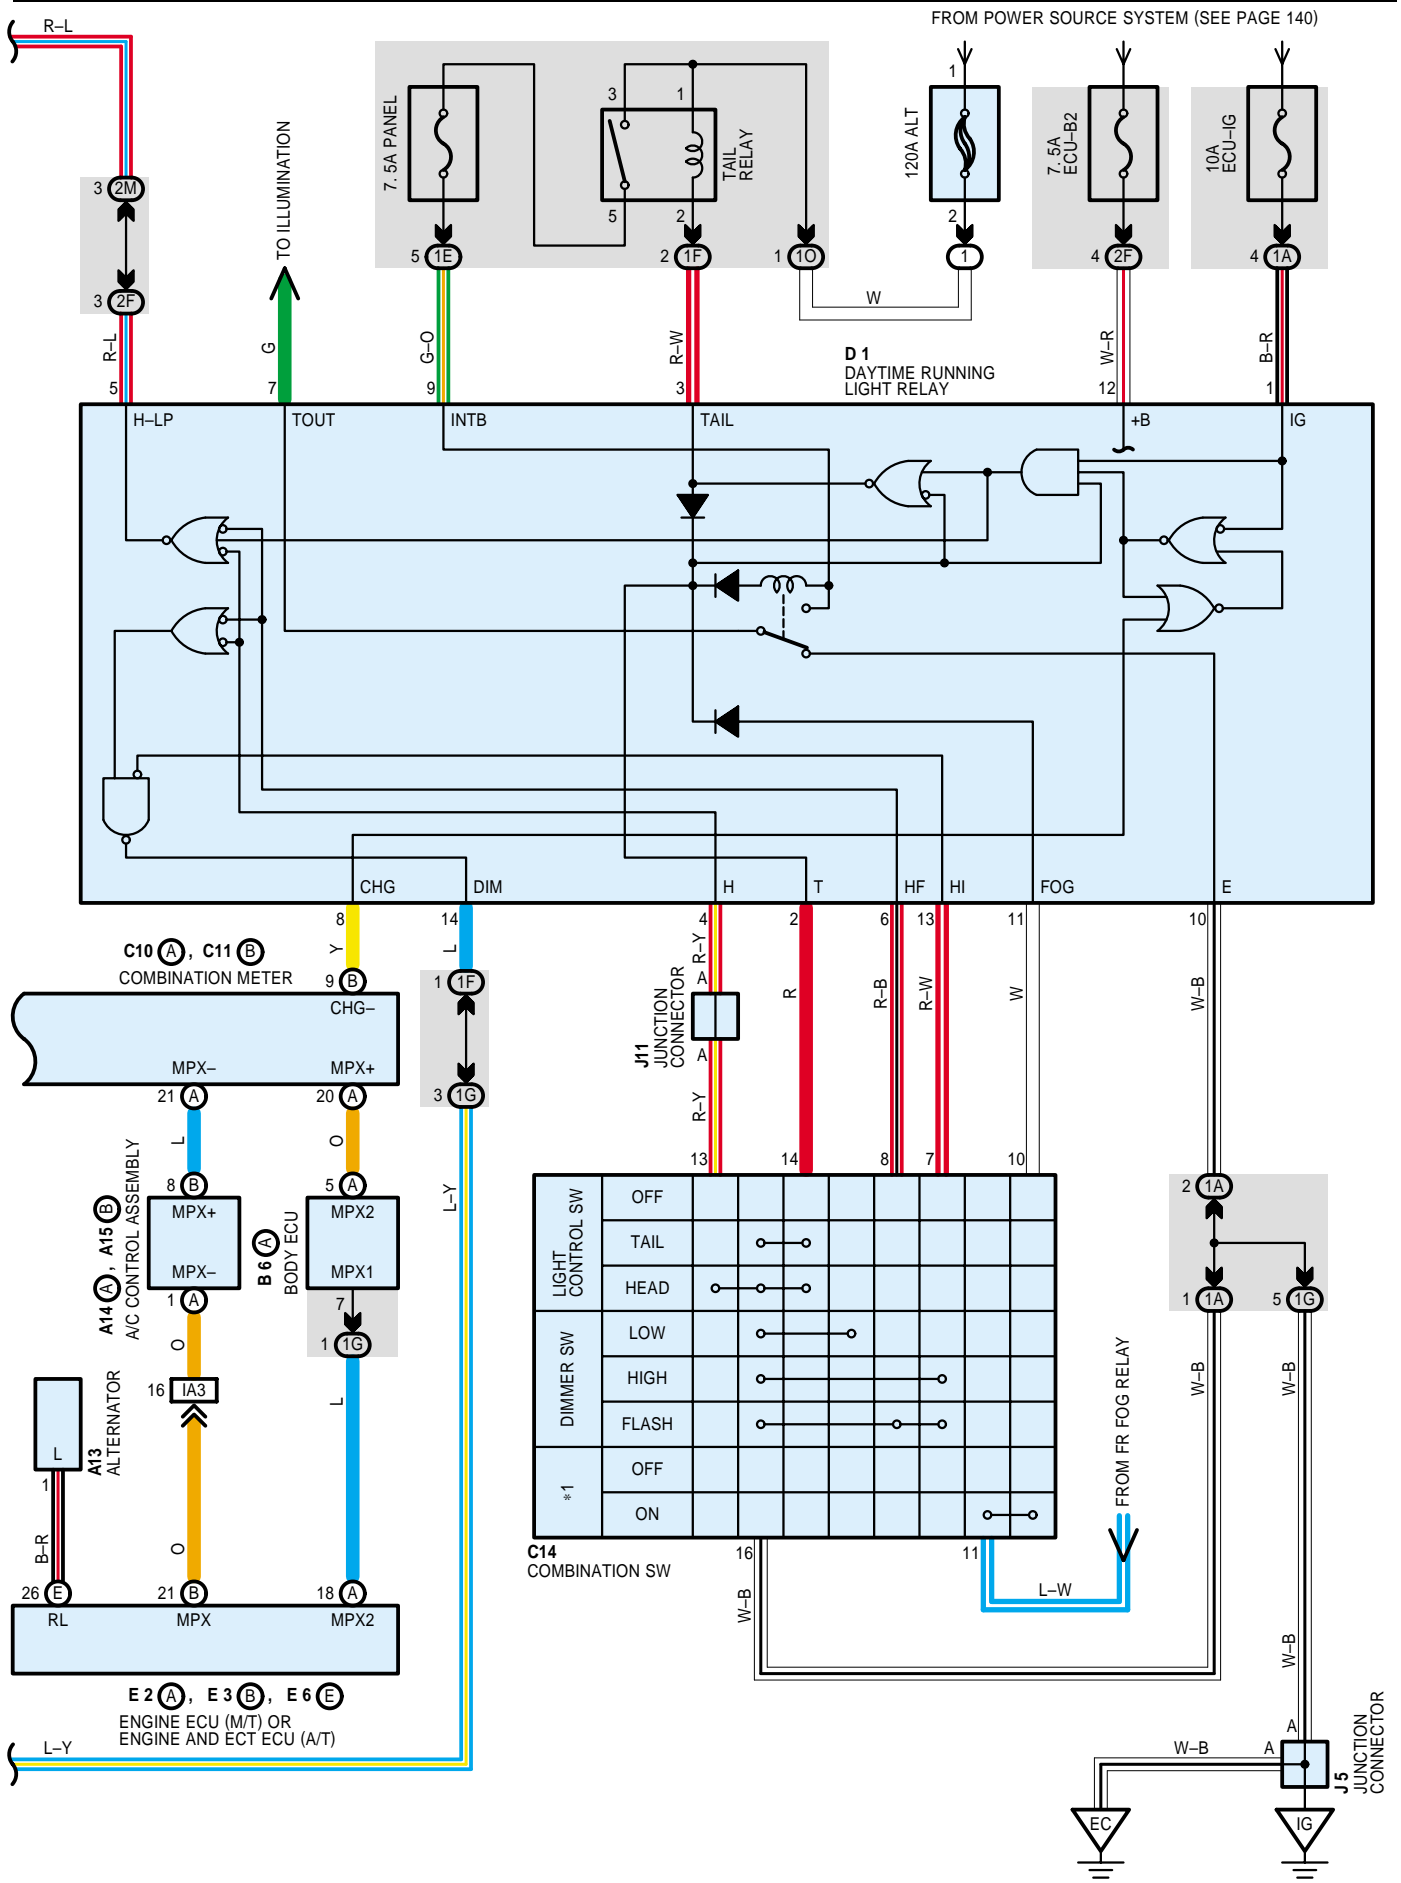 FROM POWER SOURCE SYSTEM (SEE PAGE 140)
R–L
3 2M
3 2F
R–L
5
TO ILLUMINATION
G
7
7. 5A PANEL
5 1E
G–O
9
3 1
TAIL
RELAY
5 2
2 1F
R–W
3
1 1O
W
1
120A ALT
2
1
7. 5A
ECU–B2
4 2F
W–R
12
10A
ECU–IG
4 1A
B–R
1
D 1
DAYTIME RUNNING
LIGHT RELAY
H–LP TOUT INTB TAIL +B IG
CHG DIM H T HF HI FOG E
8 14 4 2 6 13 11 10
Y L R–Y R R–B R–W W W–B
C10 A , C11 B
COMBINATION METER
9 B
CHG–
MPX– MPX+
21 A 20 A
L O
1 1F
3 1G
L–Y
A
A
J11
JUNCTION
CONNECTOR
R–Y
8 B 5 A
MPX+ MPX2
MPX– MPX1
A14 A , A15 B
A/C CONTROL ASSEMBLY
B 6 A
BODY ECU
1 A 7
1 1G
O L
16 IA3
L
A13
ALTERNATOR
1
B–R
O
26 E 21 B 18 A
RL MPX MPX2
E 2 A , E 3 B , E 6 E
ENGINE ECU (M/T) OR
ENGINE AND ECT ECU (A/T)
L–Y
13 14 8 7 10
LIGHT
CONTROL SW
OFF
TAIL
HEAD
DIMMER SW
LOW
HIGH
FLASH
*1
OFF
ON
C14
COMBINATION SW
16 11
W–B
L–W
FROM FR FOG RELAY
2 1A
1 1A 5 1G
W–B W–B
W–B
A
W–B A
J 5
JUNCTION
CONNECTOR
EC IG